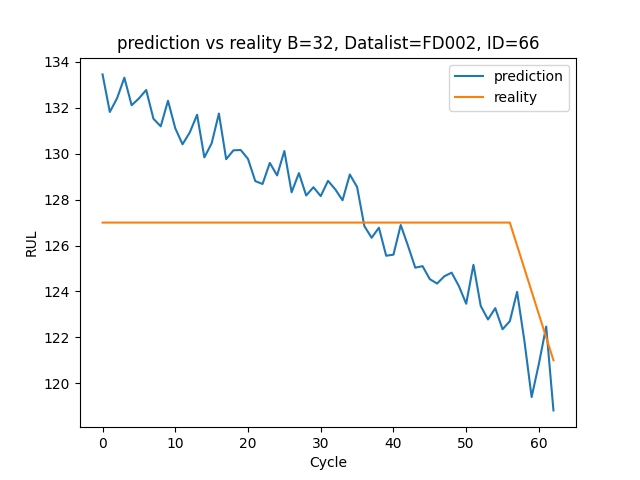 prediction vs reality B=32, Datalist=FD002, ID=66
prediction
reality
RUL
134
132
130
128
126
124
122
120
0 10 20 30 40 50 60
Cycle